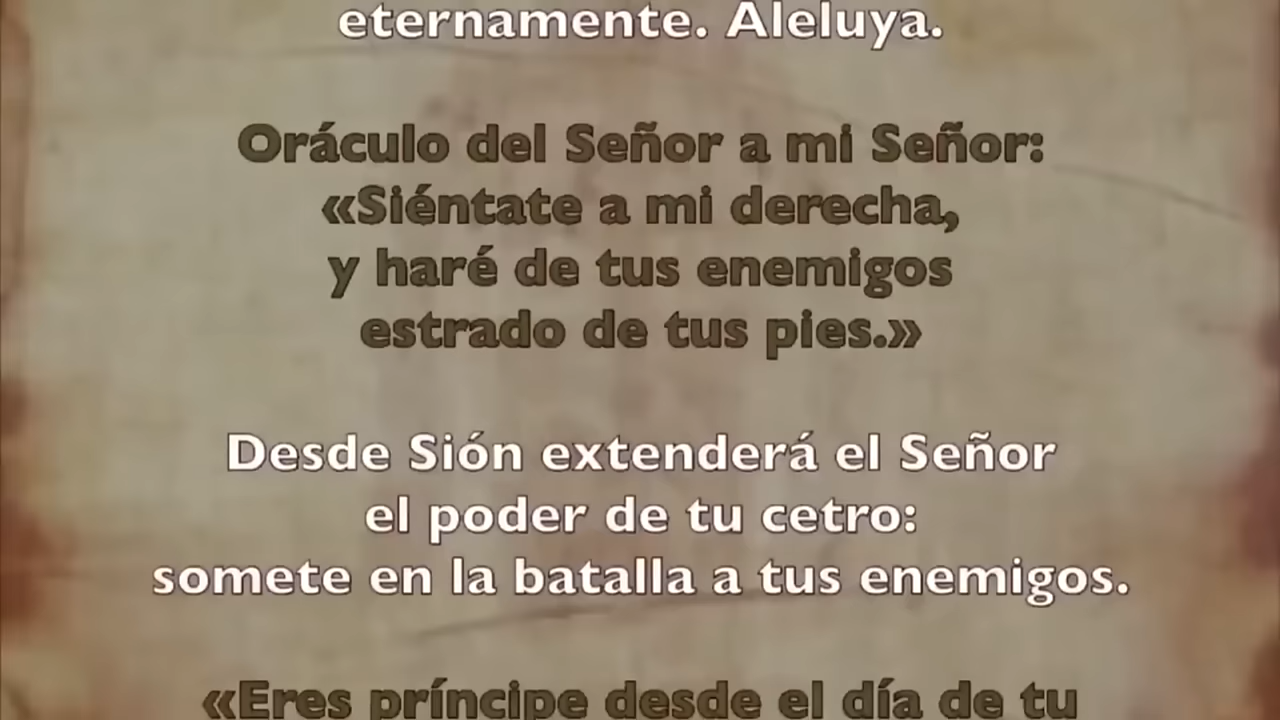 eternamente. Aleluya.
Oráculo del Señor a mi Señor:
«Siéntate a mi derecha,
y haré de tus enemigos
estrado de tus pies.»
Desde Sión extenderá el Señor
el poder de tu cetro:
somete en la batalla a tus enemigos.
«Eres príncipe desde el día de tu